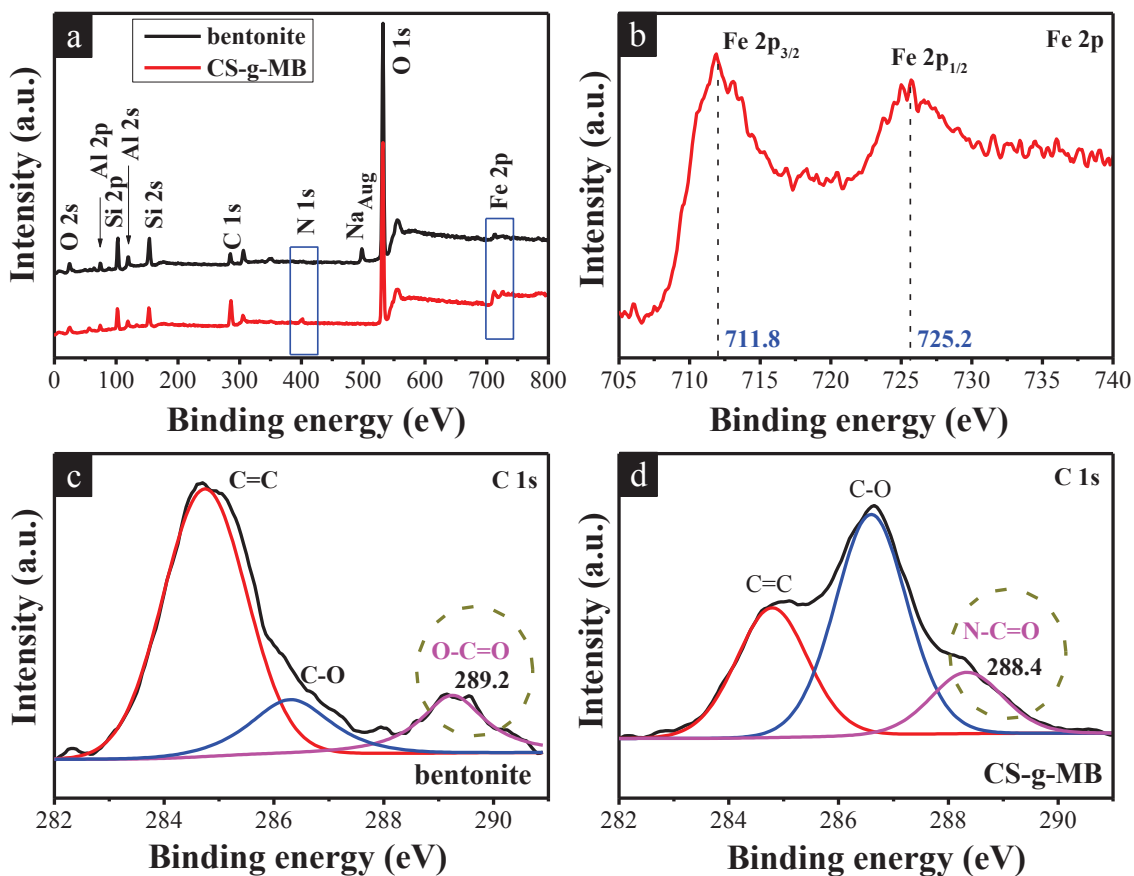 a
bentonite
CS-g-MB
O 2s
Al 2p
Si 2p
Al 2s
Si 2s
C 1s
N 1s
Na Aug
O 1s
Fe 2p
Intensity (a.u.)
0 100 200 300 400 500 600 700 800
Binding energy (eV)
b
Fe 2p3/2
Fe 2p1/2
Fe 2p
711.8
725.2
Intensity (a.u.)
705 710 715 720 725 730 735 740
Binding energy (eV)
c
C=C
C 1s
C-O
O-C=O
289.2
bentonite
Intensity (a.u.)
282 284 286 288 290
Binding energy (eV)
d
C-O
C 1s
C=C
N-C=O
288.4
CS-g-MB
Intensity (a.u.)
282 284 286 288 290
Binding energy (eV)